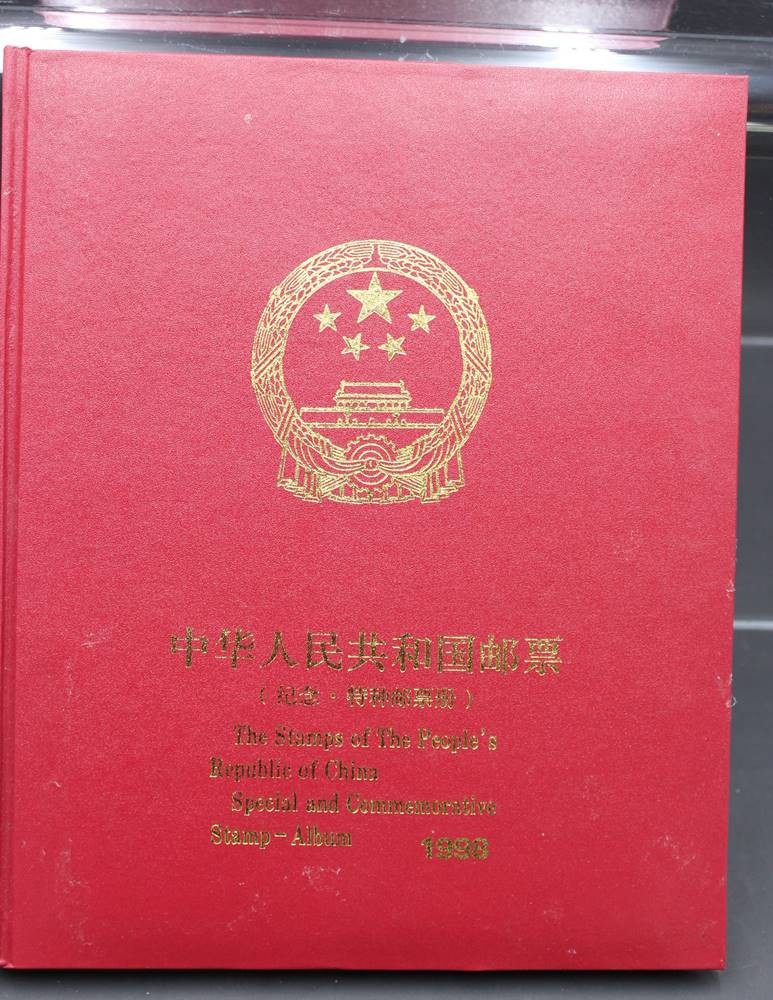 中华人民共和国邮票
（纪念·特种邮票册）
The Stamps of The People's
Republic of China
Special and Commemorative
Stamp-Album 1998